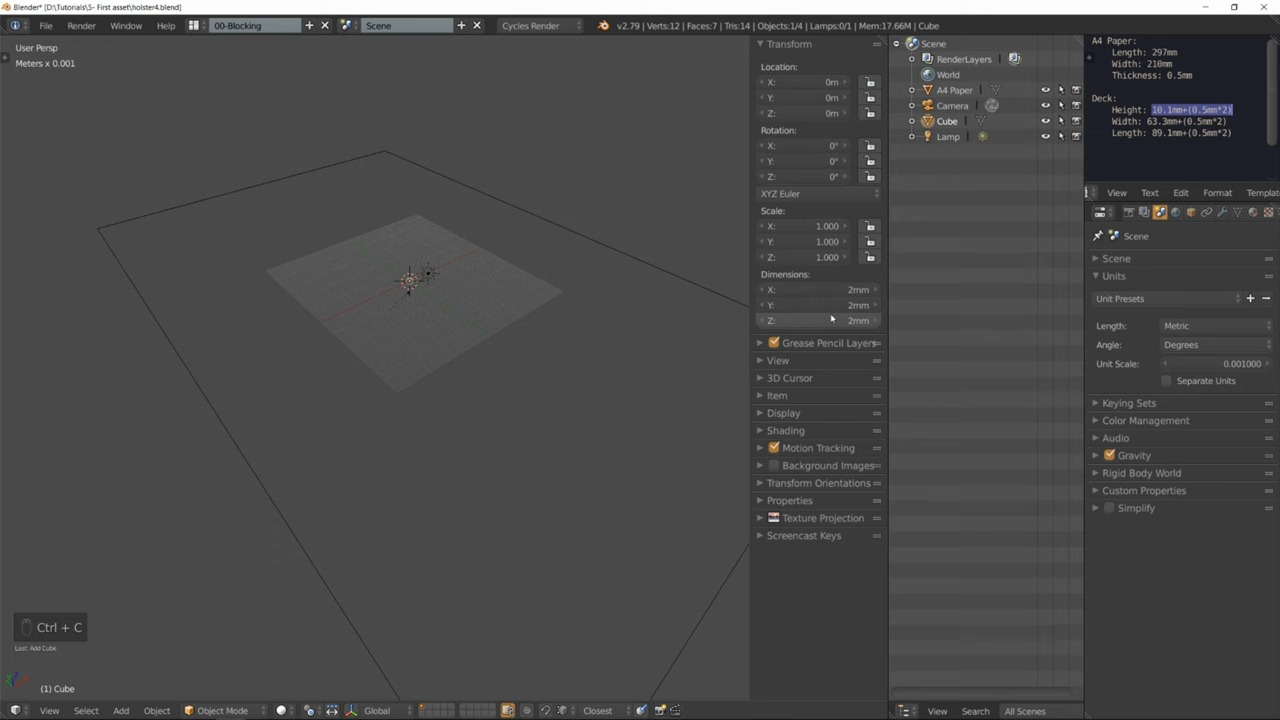 Blender* [D:\Tutorials\5- First asset\holster4.blend]
File Render Window Help 00-Blocking Scene Cycles Render v2.79 | Verts:12 | Faces:7 | Tris:14 | Objects:1/4 | Lamps:0/1 | Mem:17.66M | Cube
User Persp
Meters x 0.001
Ctrl + C
Last: Add Cube
(1) Cube
View Select Add Object Object Mode Global Closest
Transform
Location:
X: 0m
Y: 0m
Z: 0m
Rotation:
X: 0°
Y: 0°
Z: 0°
XYZ Euler
Scale:
X: 1.000
Y: 1.000
Z: 1.000
Dimensions:
X: 2mm
Y: 2mm
Z: 2mm
Grease Pencil Layers
View
3D Cursor
Item
Display
Shading
Motion Tracking
Background Images
Transform Orientations
Properties
Texture Projection
Screencast Keys
Scene
RenderLayers
World
A4 Paper
Camera
Cube
Lamp
View Search All Scenes
A4 Paper:
Length: 297mm
Width: 210mm
Thickness: 0.5mm
Deck:
Height: 10.1mm+(0.5mm*2)
Width: 63.3mm+(0.5mm*2)
Length: 89.1mm+(0.5mm*2)
View Text Edit Format Templat
Scene
Scene
Units
Unit Presets
Length: Metric
Angle: Degrees
Unit Scale: 0.001000
Separate Units
Keying Sets
Color Management
Audio
Gravity
Rigid Body World
Custom Properties
Simplify